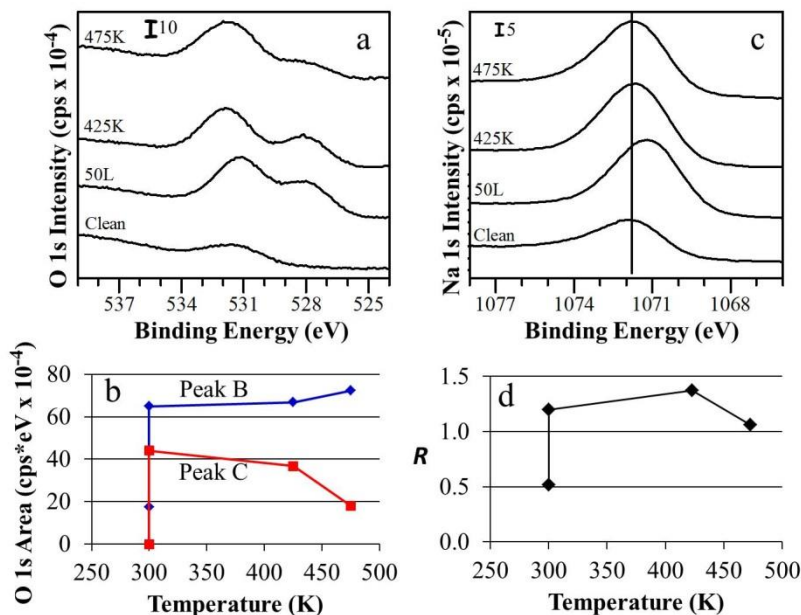 O 1s Intensity (cps x 10⁻⁴)
a
10
475K
425K
50L
Clean
537 534 531 528 525
Binding Energy (eV)
Na 1s Intensity (cps x 10⁻⁵)
c
5
475K
425K
50L
Clean
1077 1074 1071 1068
Binding Energy (eV)
O 1s Area (cps*eV x 10⁻⁴)
b
80
60
40
20
0
Peak B
Peak C
250 300 350 400 450 500
Temperature (K)
R
d
1.5
1.0
0.5
0.0
250 300 350 400 450 500
Temperature (K)